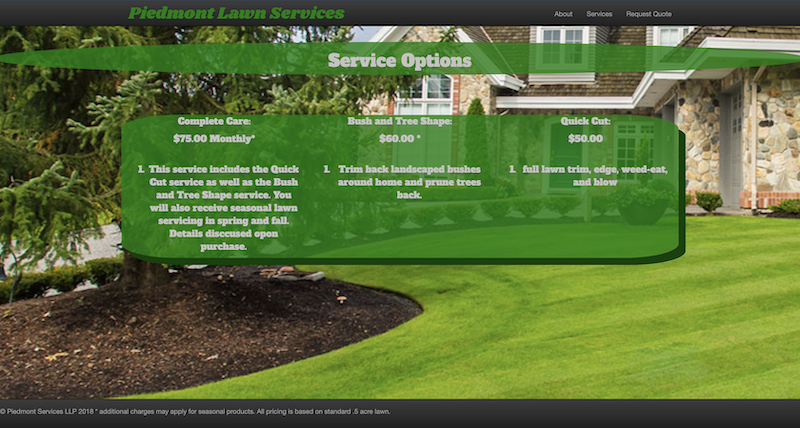 Piedmont Lawn Services
About Services Request Quote
Service Options
Complete Care:
$75.00 Monthly*
1. This service includes the Quick
Cut service as well as the Bush
and Tree Shape service. You
will also receive seasonal lawn
servicing in spring and fall.
Details disccused opon
purchase.
Bush and Tree Shape:
$60.00 *
1. Trim back landscaped bushes
around home and prune trees
back.
Quick Cut:
$50.00
1. full lawn trim, edge, weed-eat,
and blow
© Piedmont Services LLP 2018 * additional charges may apply for seasonal products. All pricing is based on standard .5 acre lawn.